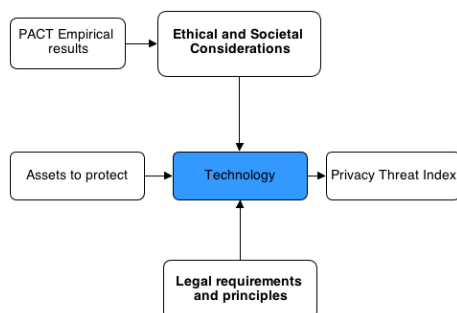 PACT Empirical
results
Ethical and Societal
Considerations
Assets to protect
Technology
Privacy Threat Index
Legal requirements
and principles